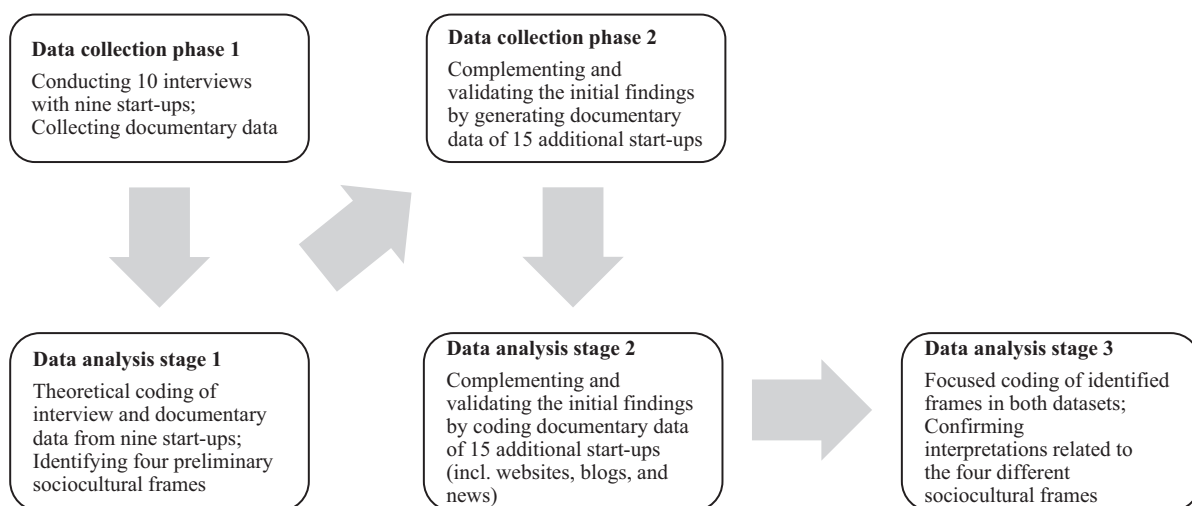 Data collection phase 1
Conducting 10 interviews
with nine start-ups;
Collecting documentary data
Data collection phase 2
Complementing and
validating the initial findings
by generating documentary
data of 15 additional start-ups
Data analysis stage 1
Theoretical coding of
interview and documentary
data from nine start-ups;
Identifying four preliminary
sociocultural frames
Data analysis stage 2
Complementing and
validating the initial findings
by coding documentary data
of 15 additional start-ups
(incl. websites, blogs, and
news)
Data analysis stage 3
Focused coding of identified
frames in both datasets;
Confirming
interpretations related to
the four different
sociocultural frames